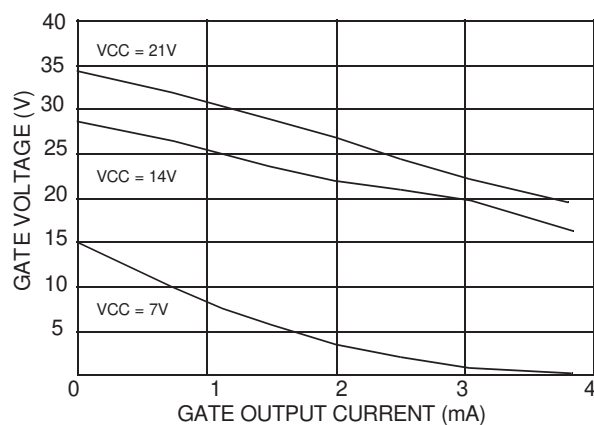 40
VCC = 21V
35
30
25
VCC = 14V
20
15
10
VCC = 7V
5
0 1 2 3 4
GATE VOLTAGE (V)
GATE OUTPUT CURRENT (mA)